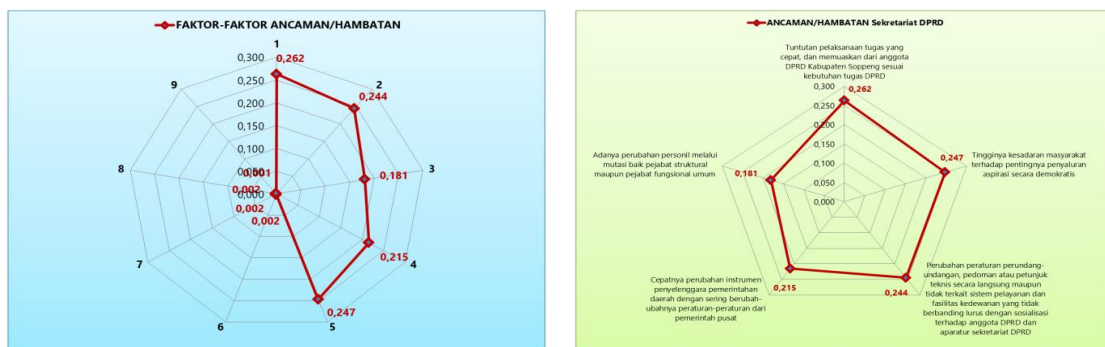 FAKTOR-FAKTOR ANCAMAN/HAMBATAN
1
0,300
0,262
9
0,250
2
0,244
0,200
0,150
0,100
8
3
0,050
0,001
0,181
0,002
0,000
0,002
0,002
7
0,215
4
6
0,247
5
ANCAMAN/HAMBATAN Sekretariat DPRD
Tuntutan pelaksanaan tugas yang
cepat, dan memuaskan dari anggota
DPRD Kabupaten Soppeng sesuai
kebutuhan tugas DPRD
0,300
0,262
0,250
0,200
0,150
0,100
0,050
0,000
0,247
Tingginya kesadaran masyarakat
terhadap pentingnya penyaluran
aspirasi secara demokratis
Adanya perubahan personil melalui
mutasi baik pejabat struktural
maupun pejabat fungsional umum
0,181
Perubahan peraturan perundang-
undangan, pedoman atau petunjuk
teknis secara langsung maupun
tidak terkait sistem pelayanan dan
fasilitas kedewanan yang tidak
berbanding lurus dengan sosialisasi
terhadap anggota DPRD dan
aparatur sekretariat DPRD
0,244
Cepatnya perubahan instrumen
penyelenggara pemerintahan
daerah dengan sering berubah-
ubahnya peraturan-peraturan dari
pemerintah pusat
0,215